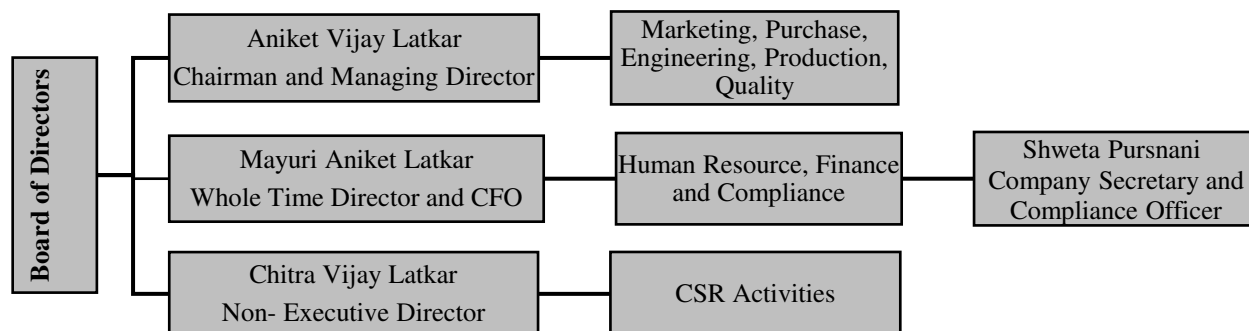 Board of Directors
Aniket Vijay Latkar
Chairman and Managing Director
Marketing, Purchase,
Engineering, Production,
Quality
Mayuri Aniket Latkar
Whole Time Director and CFO
Human Resource, Finance
and Compliance
Shweta Pursnani
Company Secretary and
Compliance Officer
Chitra Vijay Latkar
Non- Executive Director
CSR Activities